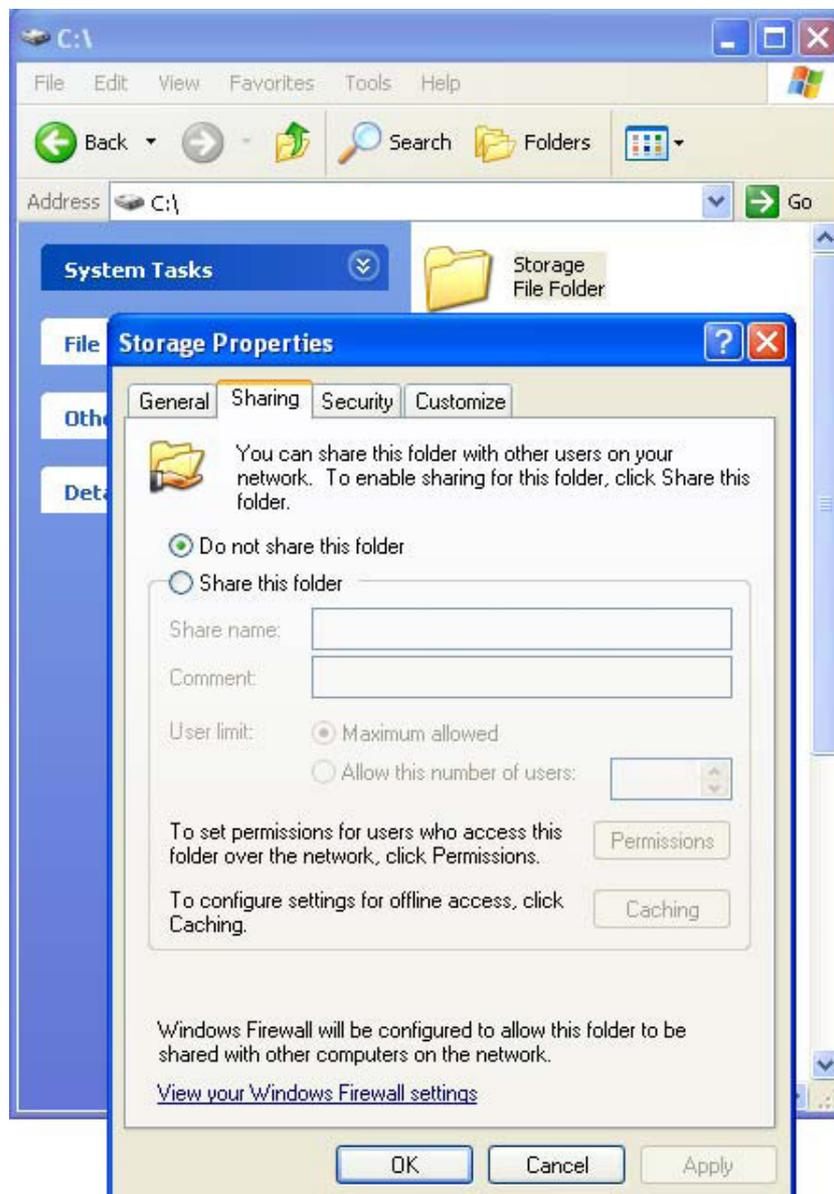 C:\
File Edit View Favorites Tools Help
Back Search Folders
Address C:\ Go
System Tasks
Storage
File Folder
File
Storage Properties
Othe
Deta
General Sharing Security Customize
You can share this folder with other users on your
network. To enable sharing for this folder, click Share this
folder.
Do not share this folder
Share this folder
Share name:
Comment:
User limit: Maximum allowed
Allow this number of users:
To set permissions for users who access this
folder over the network, click Permissions.
Permissions
To configure settings for offline access, click
Caching.
Caching
Windows Firewall will be configured to allow this folder to be
shared with other computers on the network.
View your Windows Firewall settings
OK Cancel Apply